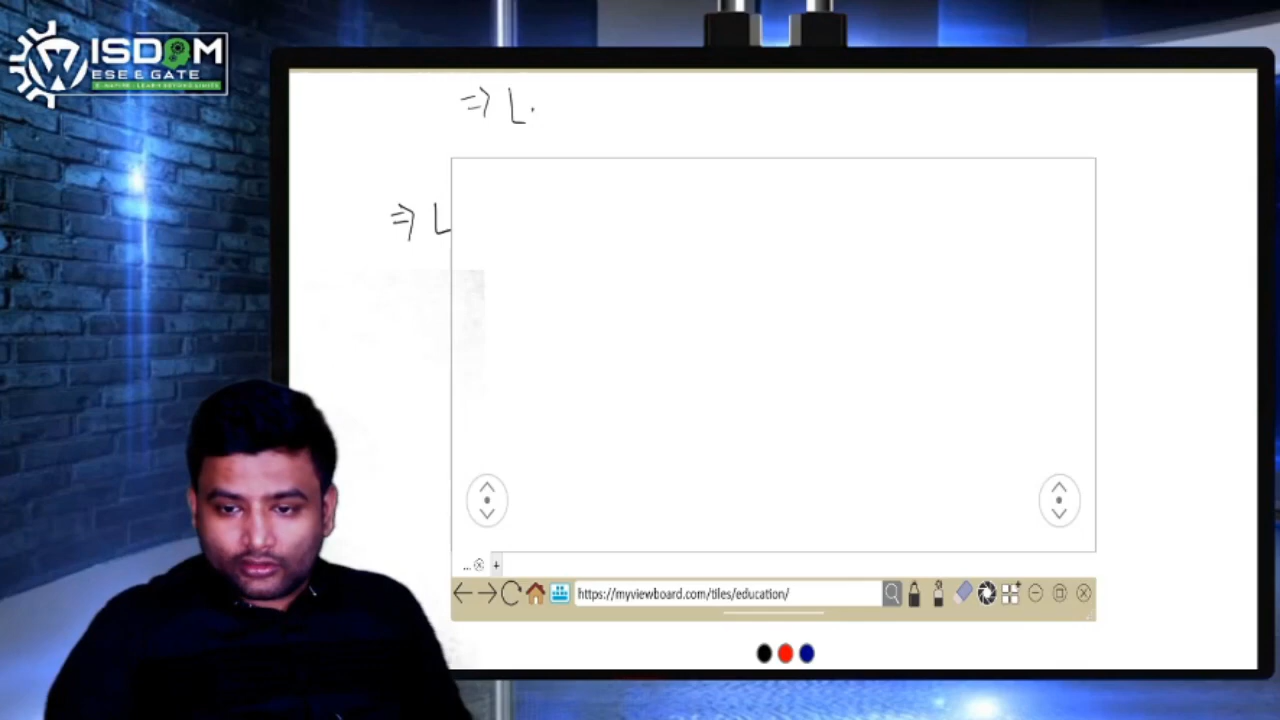 WISDOM
ESE & GATE
=> L.
=> L
... +
https://myviewboard.com/tiles/education/